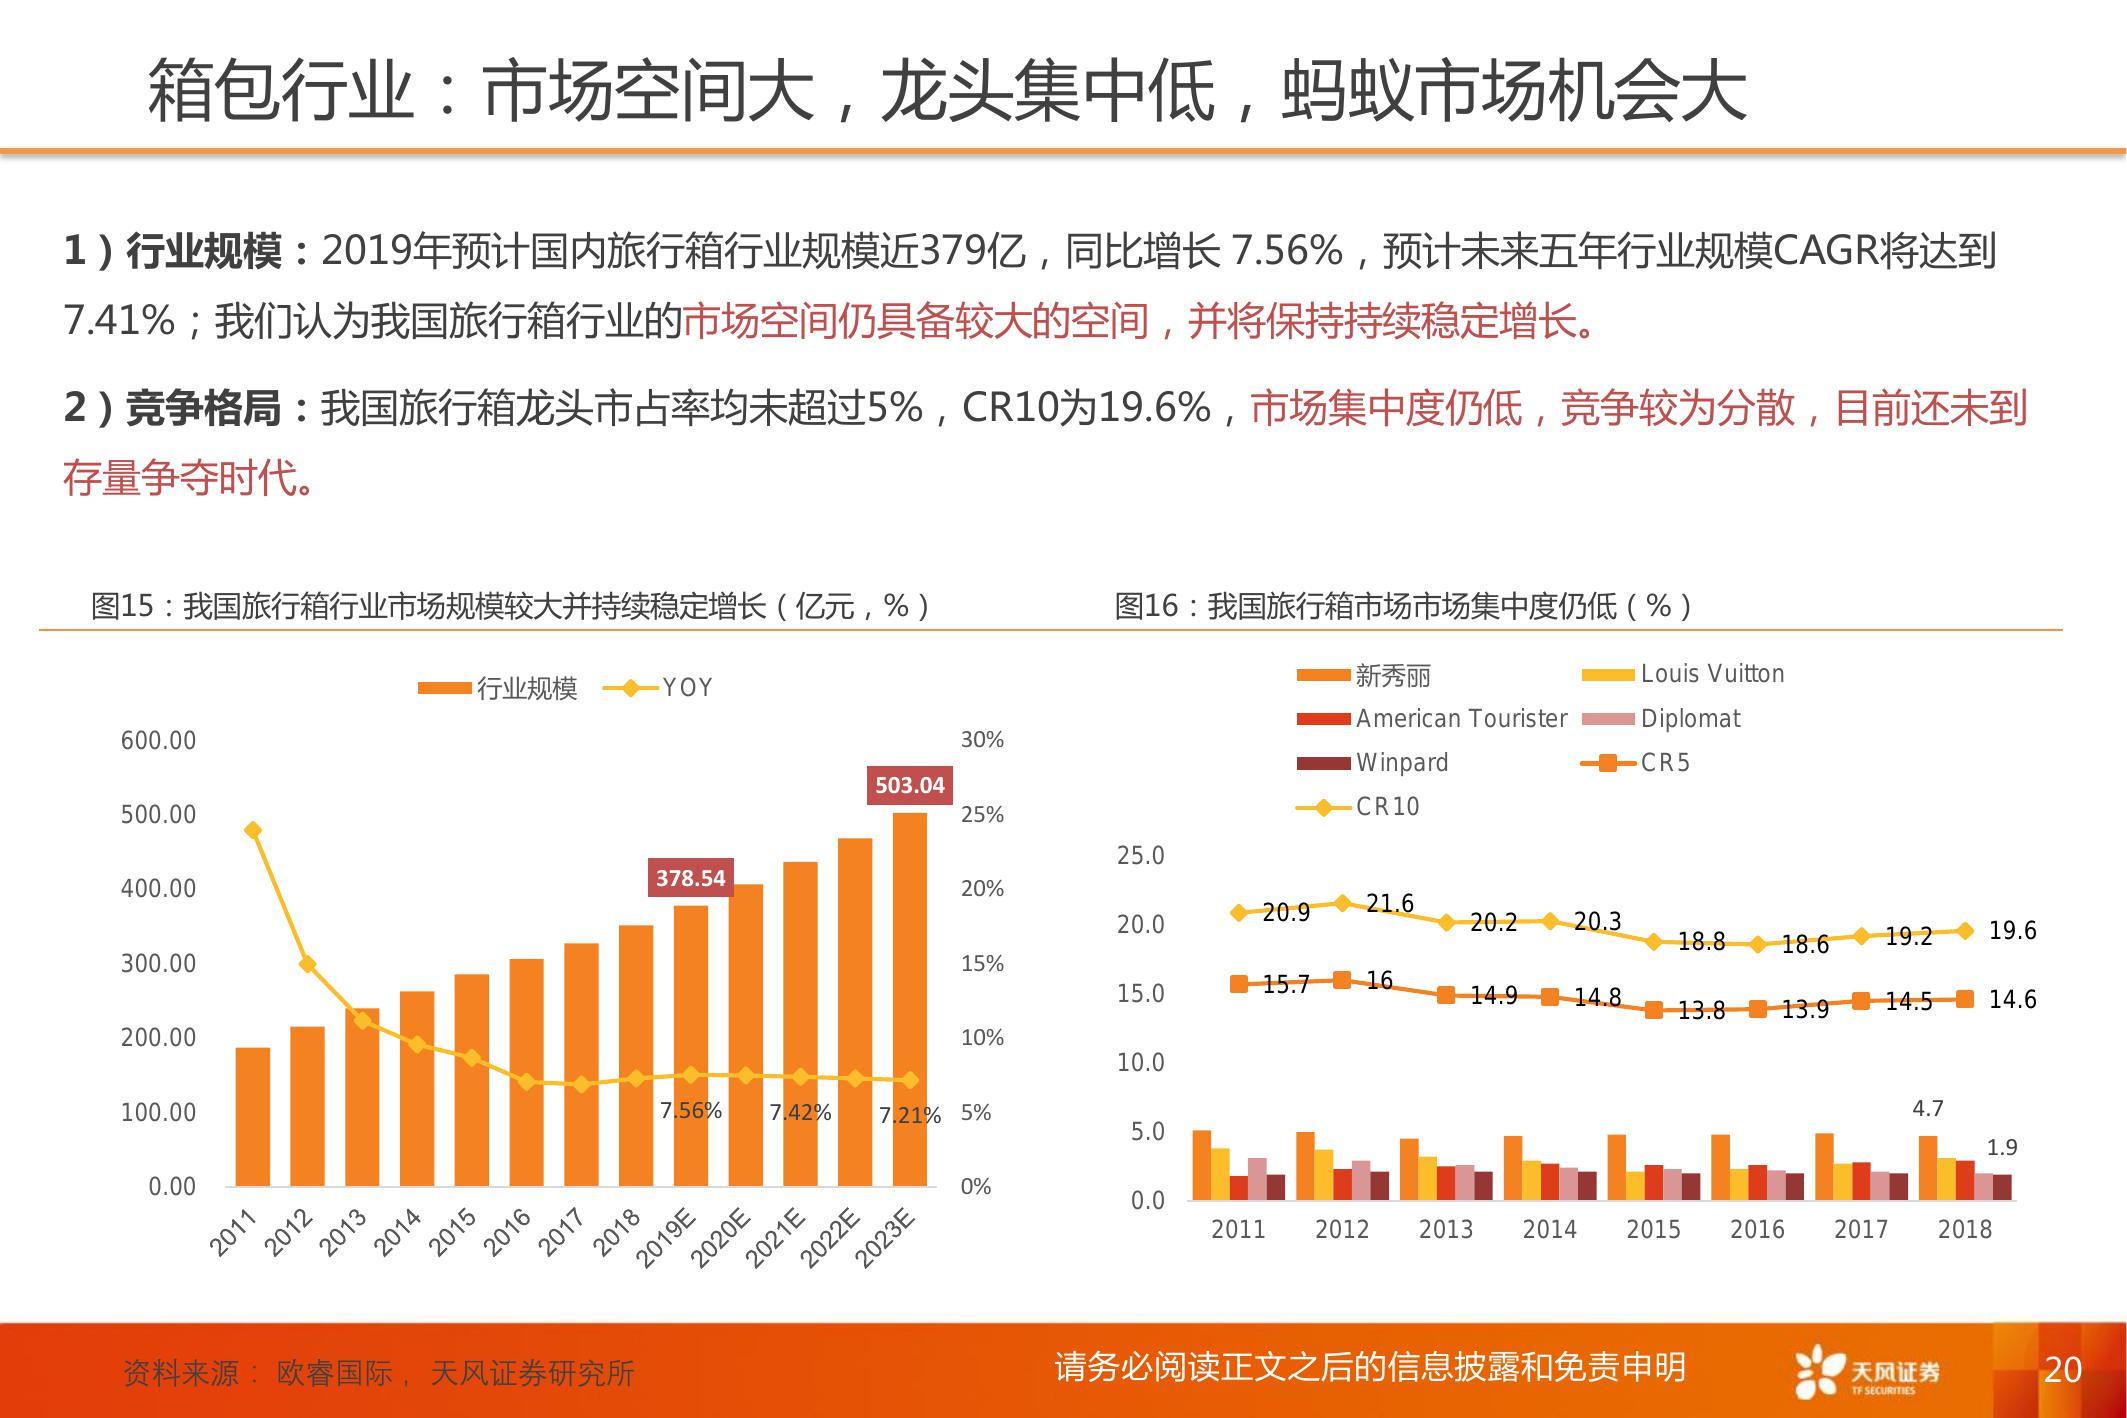 箱包行业：市场空间大，龙头集中低，蚂蚁市场机会大
1）行业规模：2019年预计国内旅行箱行业规模近379亿，同比增长 7.56%，预计未来五年行业规模CAGR将达到
7.41%；我们认为我国旅行箱行业的市场空间仍具备较大的空间，并将保持持续稳定增长。
2）竞争格局：我国旅行箱龙头市占率均未超过5%，CR10为19.6%，市场集中度仍低，竞争较为分散，目前还未到
存量争夺时代。
图15：我国旅行箱行业市场规模较大并持续稳定增长（亿元，%）
行业规模 YOY
600.00
500.00
400.00
300.00
200.00
100.00
0.00
30%
25%
20%
15%
10%
5%
0%
503.04
378.54
7.56% 7.42% 7.21%
2011 2012 2013 2014 2015 2016 2017 2018 2019E 2020E 2021E 2022E 2023E
图16：我国旅行箱市场市场集中度仍低（%）
新秀丽 Louis Vuitton
American Tourister Diplomat
Winpard CR5
CR10
25.0
20.0
15.0
10.0
5.0
0.0
20.9 21.6 20.2 20.3 18.8 18.6 19.2 19.6
15.7 16 14.9 14.8 13.8 13.9 14.5 14.6
4.7
1.9
2011 2012 2013 2014 2015 2016 2017 2018
资料来源：欧睿国际，天风证券研究所
请务必阅读正文之后的信息披露和免责申明
天风证券
TF SECURITIES
20